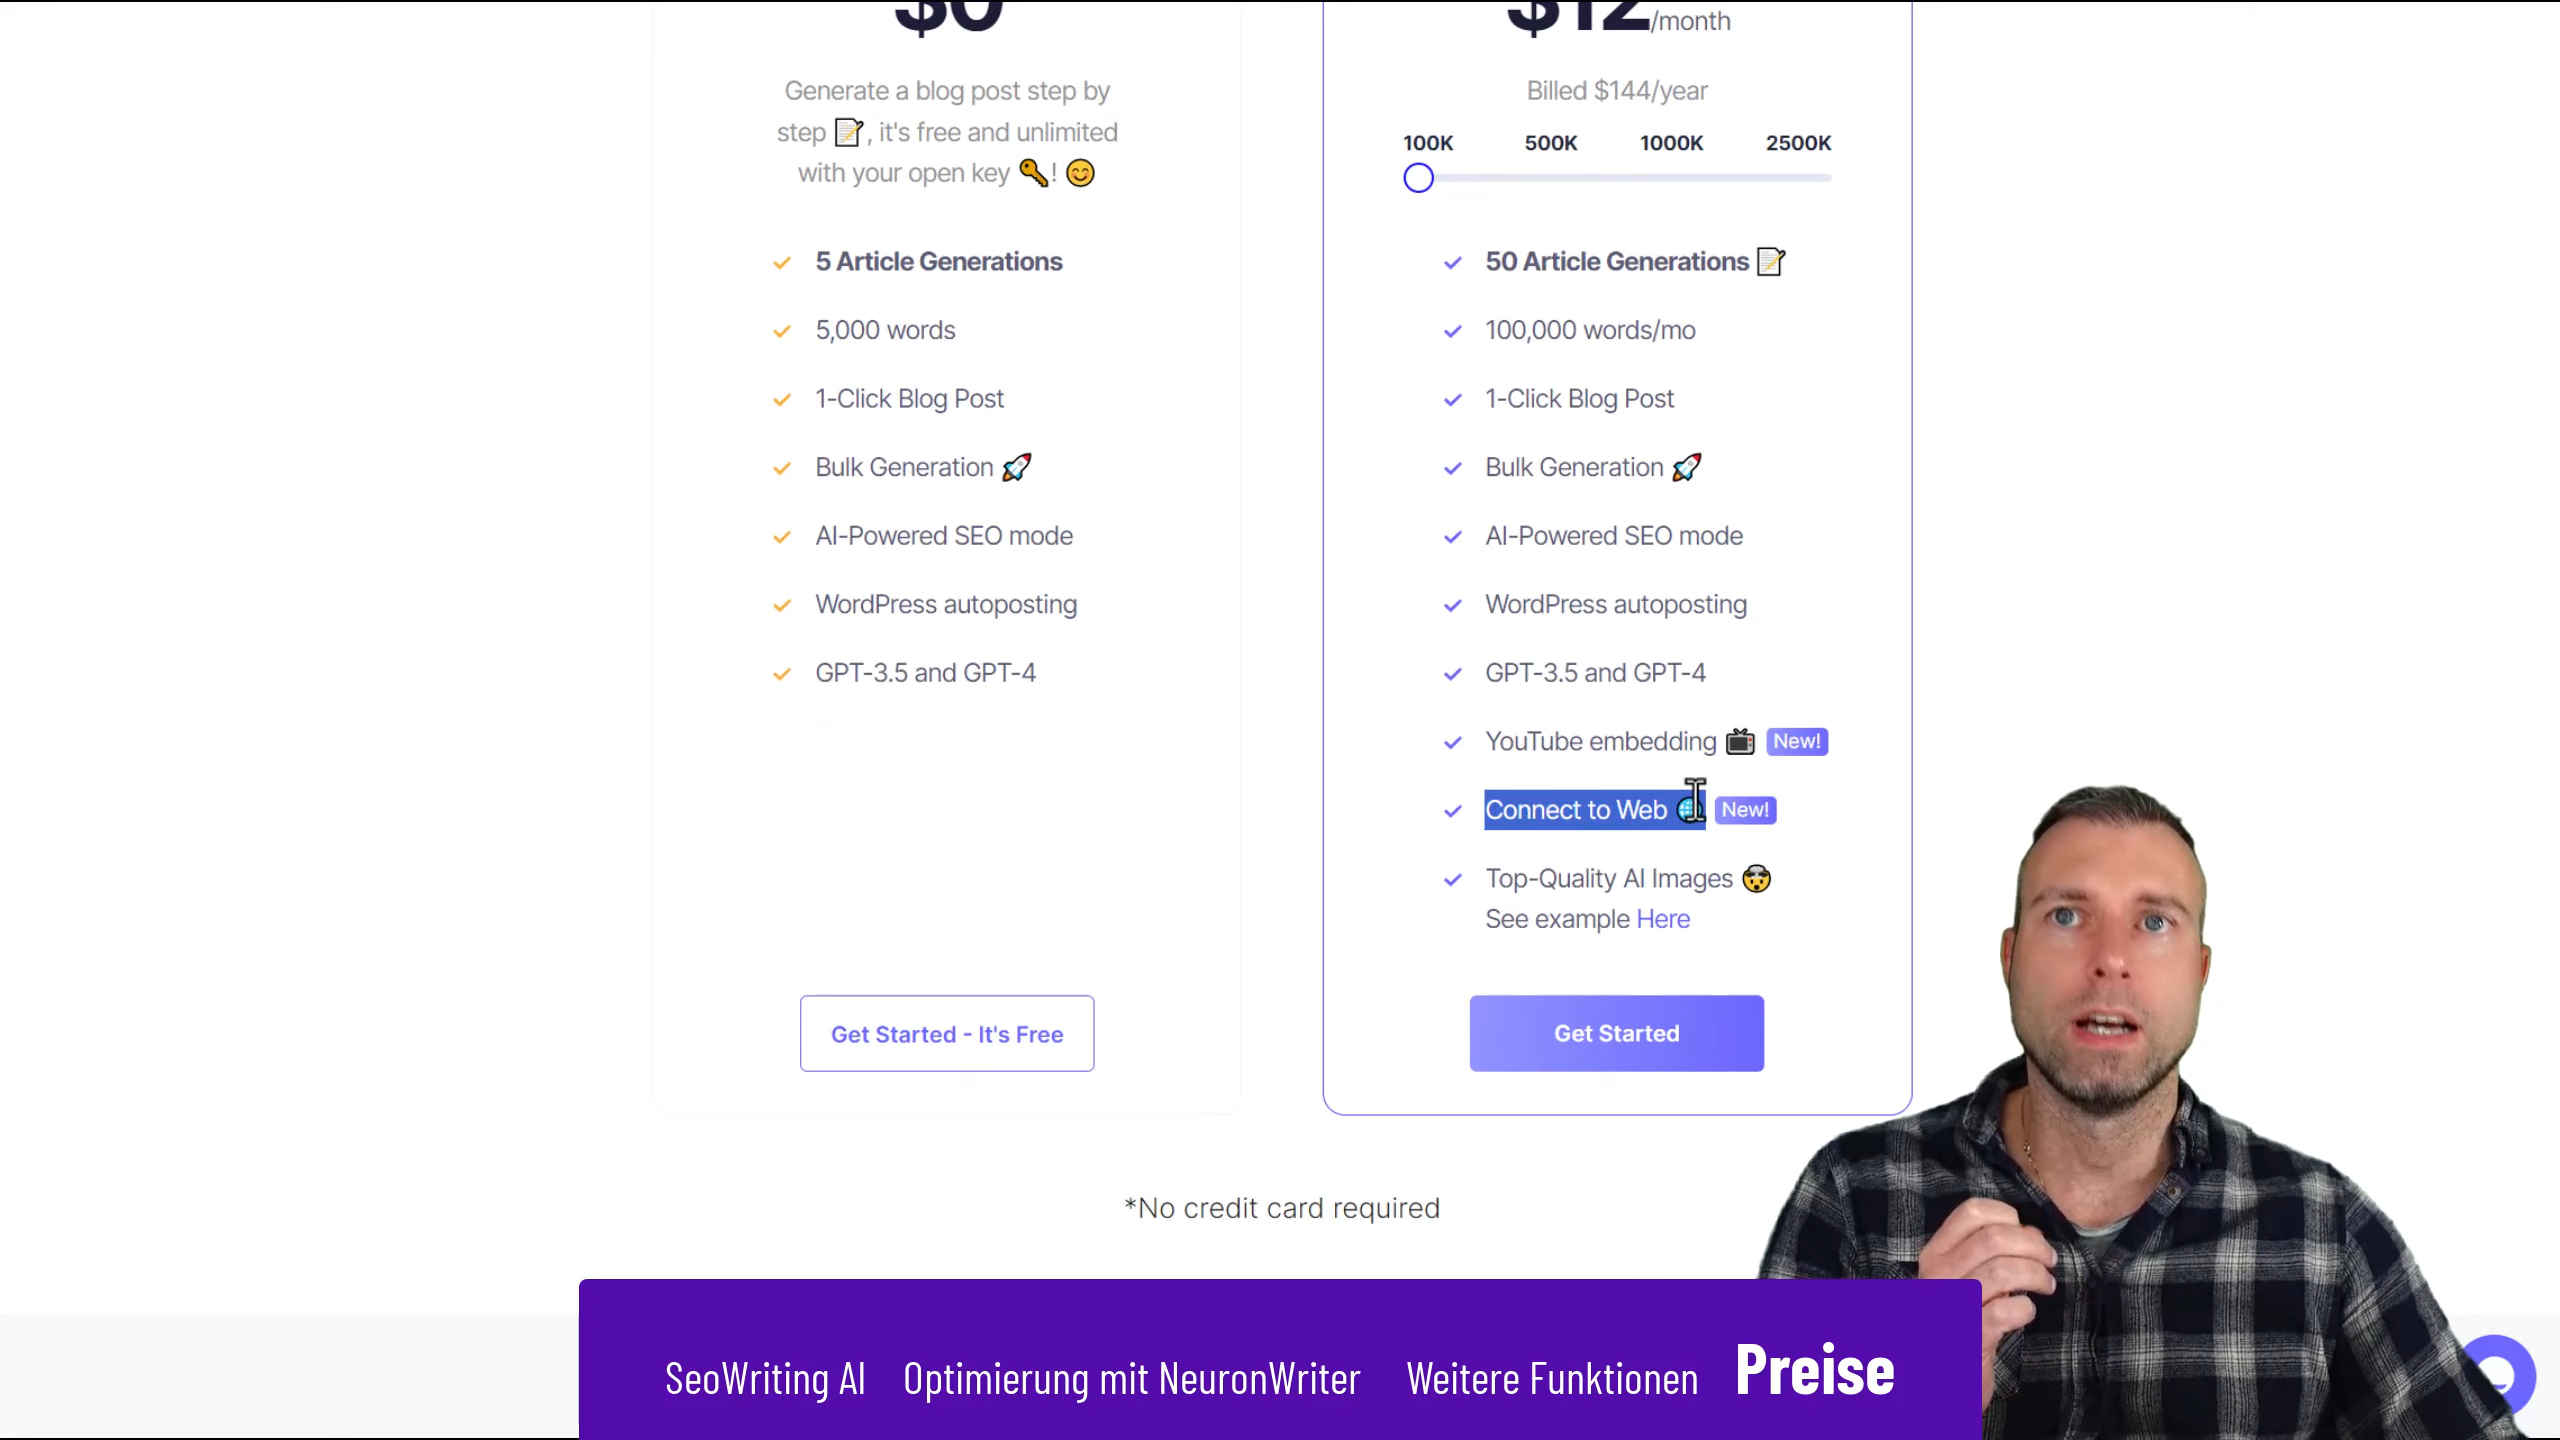 $0
Generate a blog post step by
step 📝, it's free and unlimited
with your open key 🔑! 😊
5 Article Generations
5,000 words
1-Click Blog Post
Bulk Generation 🚀
AI-Powered SEO mode
WordPress autoposting
GPT-3.5 and GPT-4
Get Started - It's Free
$12/month
Billed $144/year
100K 500K 1000K 2500K
50 Article Generations 📝
100,000 words/mo
1-Click Blog Post
Bulk Generation 🚀
AI-Powered SEO mode
WordPress autoposting
GPT-3.5 and GPT-4
YouTube embedding 📺 New!
Connect to Web 🌐 New!
Top-Quality AI Images 🤯
See example Here
Get Started
*No credit card required
SeoWriting AI Optimierung mit NeuronWriter Weitere Funktionen Preise